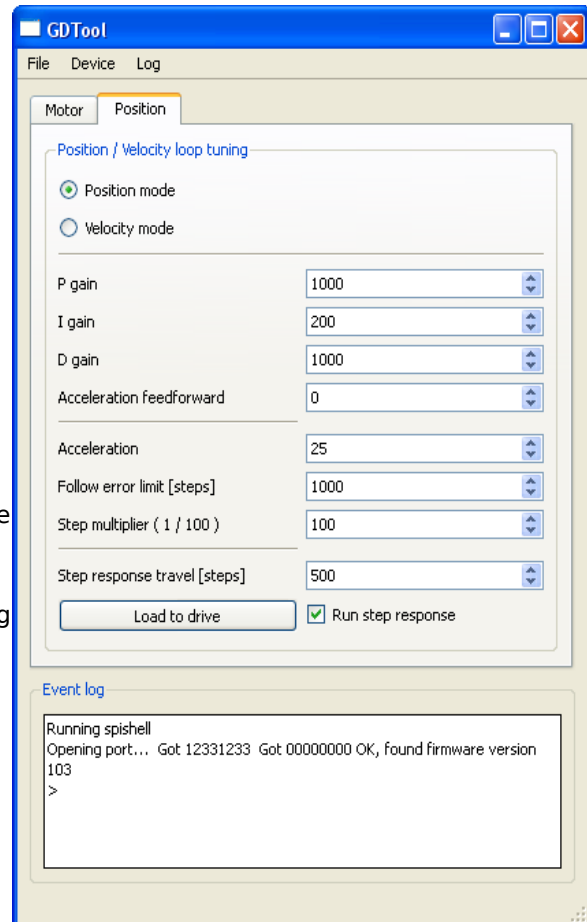 GDTool
File Device Log
Motor Position
Position / Velocity loop tuning
Position mode
Velocity mode
P gain 1000
I gain 200
D gain 1000
Acceleration feedforward 0
Acceleration 25
Follow error limit [steps] 1000
e
Step multiplier ( 1 / 100 ) 100
Step response travel [steps] 500
g
Load to drive Run step response
Event log
Running spishell
Opening port... Got 12331233 Got 00000000 OK, found firmware version
103
>